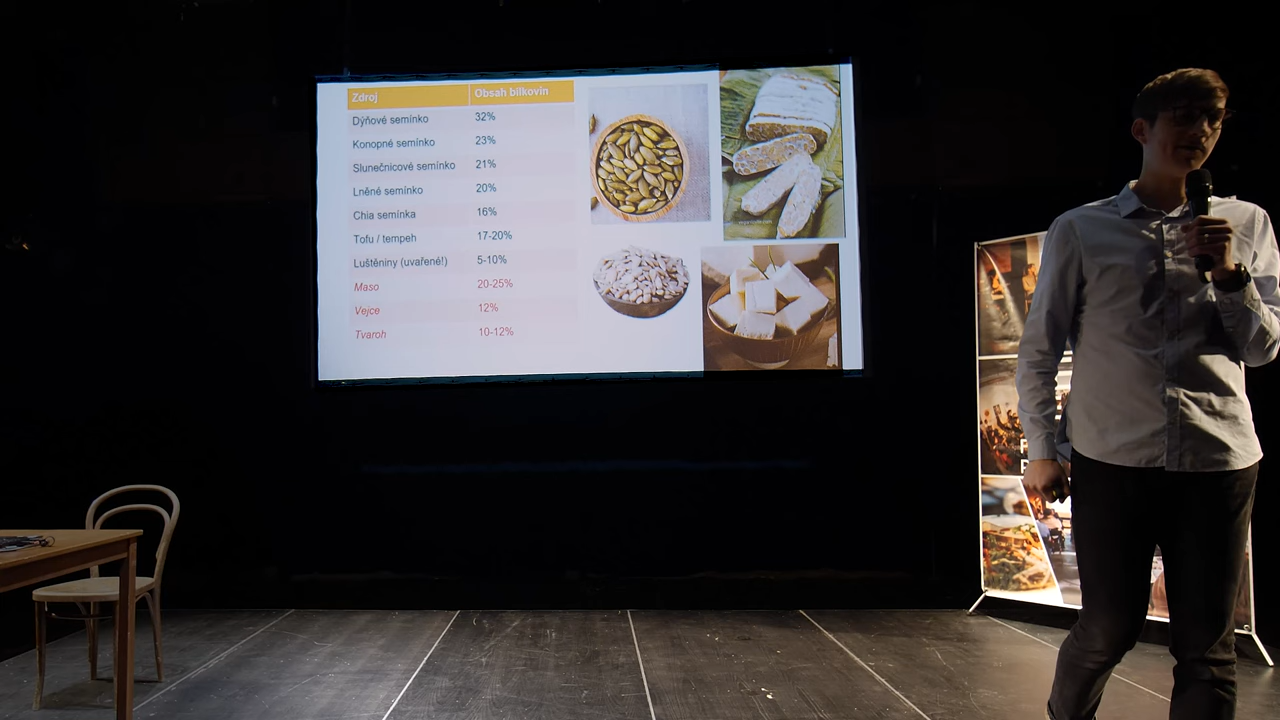 Zdroj Obsah bílkovin
Dýňové semínko 32%
Konopné semínko 23%
Slunečnicové semínko 21%
Lněné semínko 20%
Chia semínka 16%
Tofu / tempeh 17-20%
Luštěniny (uvařené!) 5-10%
Maso 20-25%
Vejce 12%
Tvaroh 10-12%